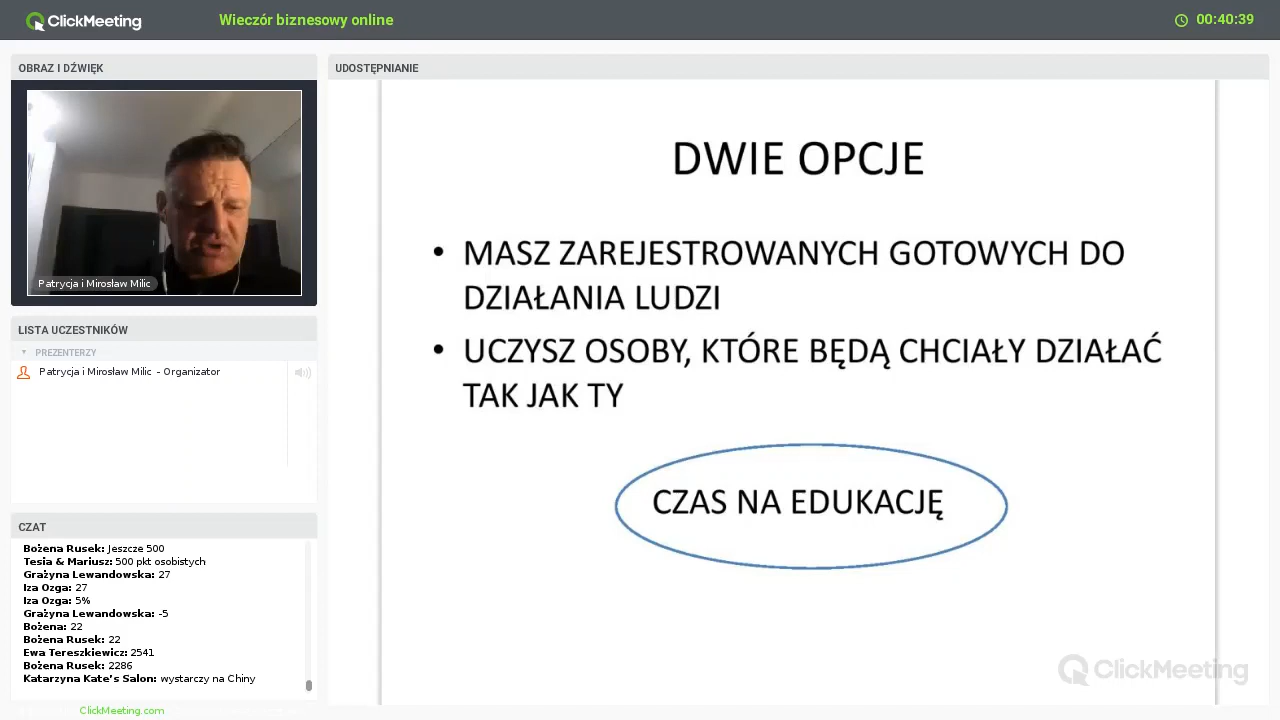 ClickMeeting
Wieczór biznesowy online
00:40:39
OBRAZ I DŹWIĘK
Patrycja i Mirosław Milic
LISTA UCZESTNIKÓW
PREZENTERZY
Patrycja i Mirosław Milic - Organizator
CZAT
Bożena Rusek: Jeszcze 500
Tesia & Mariusz: 500 pkt osobistych
Grażyna Lewandowska: 27
Iza Ozga: 27
Iza Ozga: 5%
Grażyna Lewandowska: -5
Bożena: 22
Bożena Rusek: 22
Ewa Tereszkiewicz: 2541
Bożena Rusek: 2286
Katarzyna Kate's Salon: wystarczy na Chiny
ClickMeeting.com
UDOSTĘPNIANIE
DWIE OPCJE
• MASZ ZAREJESTROWANYCH GOTOWYCH DO
DZIAŁANIA LUDZI
• UCZYSZ OSOBY, KTÓRE BĘDĄ CHCIAŁY DZIAŁAĆ
TAK JAK TY
CZAS NA EDUKACJĘ
ClickMeeting